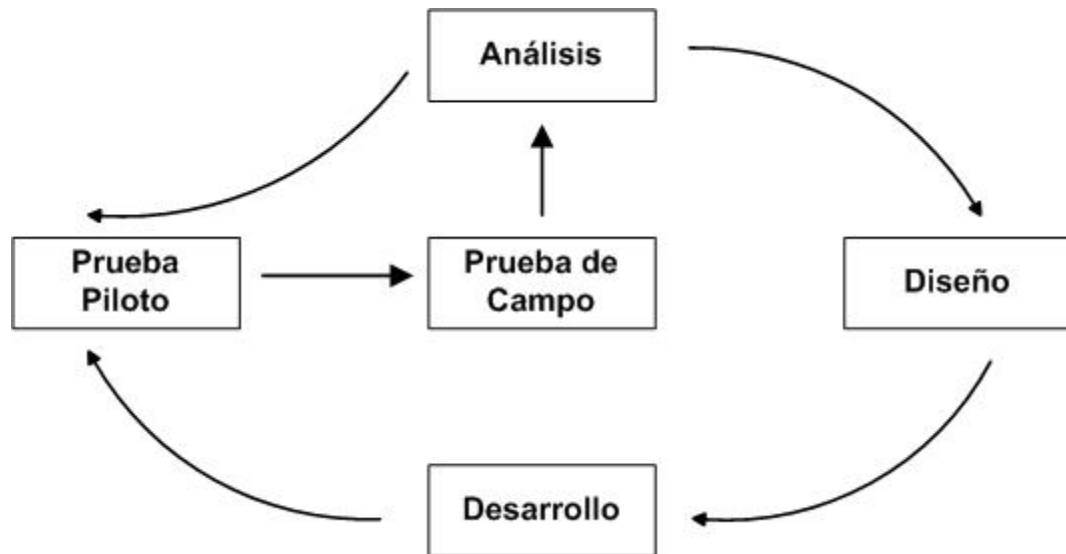 Análisis
Prueba
Piloto
Prueba de
Campo
Diseño
Desarrollo